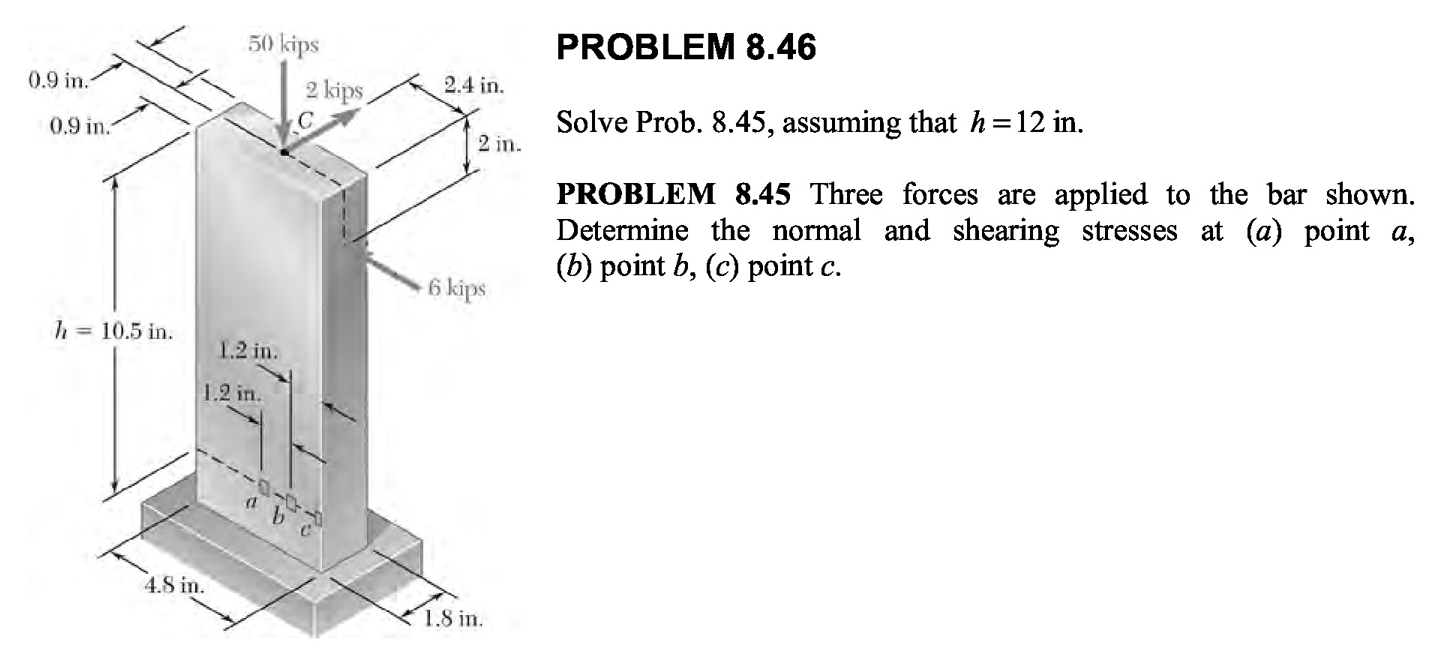 50 kips
0.9 in.
2 kips
2.4 in.
C
0.9 in.
2 in.
6 kips
h = 10.5 in.
1.2 in.
1.2 in.
a
b
c
4.8 in.
1.8 in.
PROBLEM 8.46
Solve Prob. 8.45, assuming that h = 12 in.
PROBLEM 8.45 Three forces are applied to the bar shown.
Determine the normal and shearing stresses at (a) point a,
(b) point b, (c) point c.